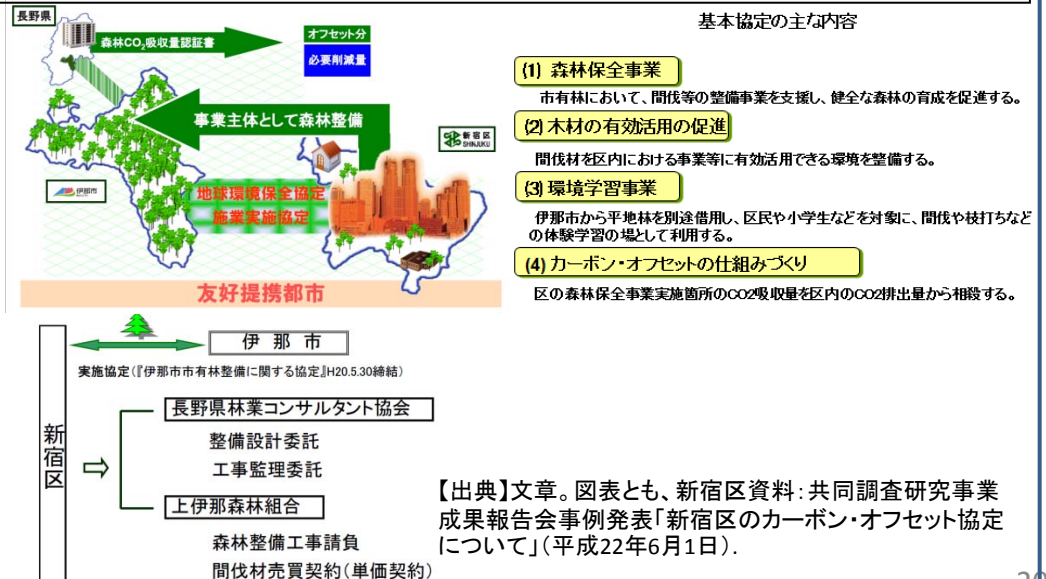 長野県
森林CO2吸収量認証書
オフセット分
必要削減量
事業主体として森林整備
新宿区
SHINJUKU
伊那市
地球環境保全協定
施業実施協定
友好提携都市
基本協定の主な内容
(1) 森林保全事業
市有林において、間伐等の整備事業を支援し、健全な森林の育成を促進する。
(2) 木材の有効活用の促進
間伐材を区内における事業等に有効活用できる環境を整備する。
(3) 環境学習事業
伊那市から平地林を別途借用し、区民や小学生などを対象に、間伐や枝打ちなど
の体験学習の場として利用する。
(4) カーボン・オフセットの仕組みづくり
区の森林保全事業実施箇所のCO2吸収量を区内のCO2排出量から相殺する。
伊 那 市
実施協定(『伊那市市有林整備に関する協定』H20.5.30締結)
新宿区
長野県林業コンサルタント協会
整備設計委託
工事監理委託
上伊那森林組合
森林整備工事請負
間伐材売買契約(単価契約)
【出典】文章。図表とも、新宿区資料:共同調査研究事業
成果報告会事例発表「新宿区のカーボン・オフセット協定
について」(平成22年6月1日).